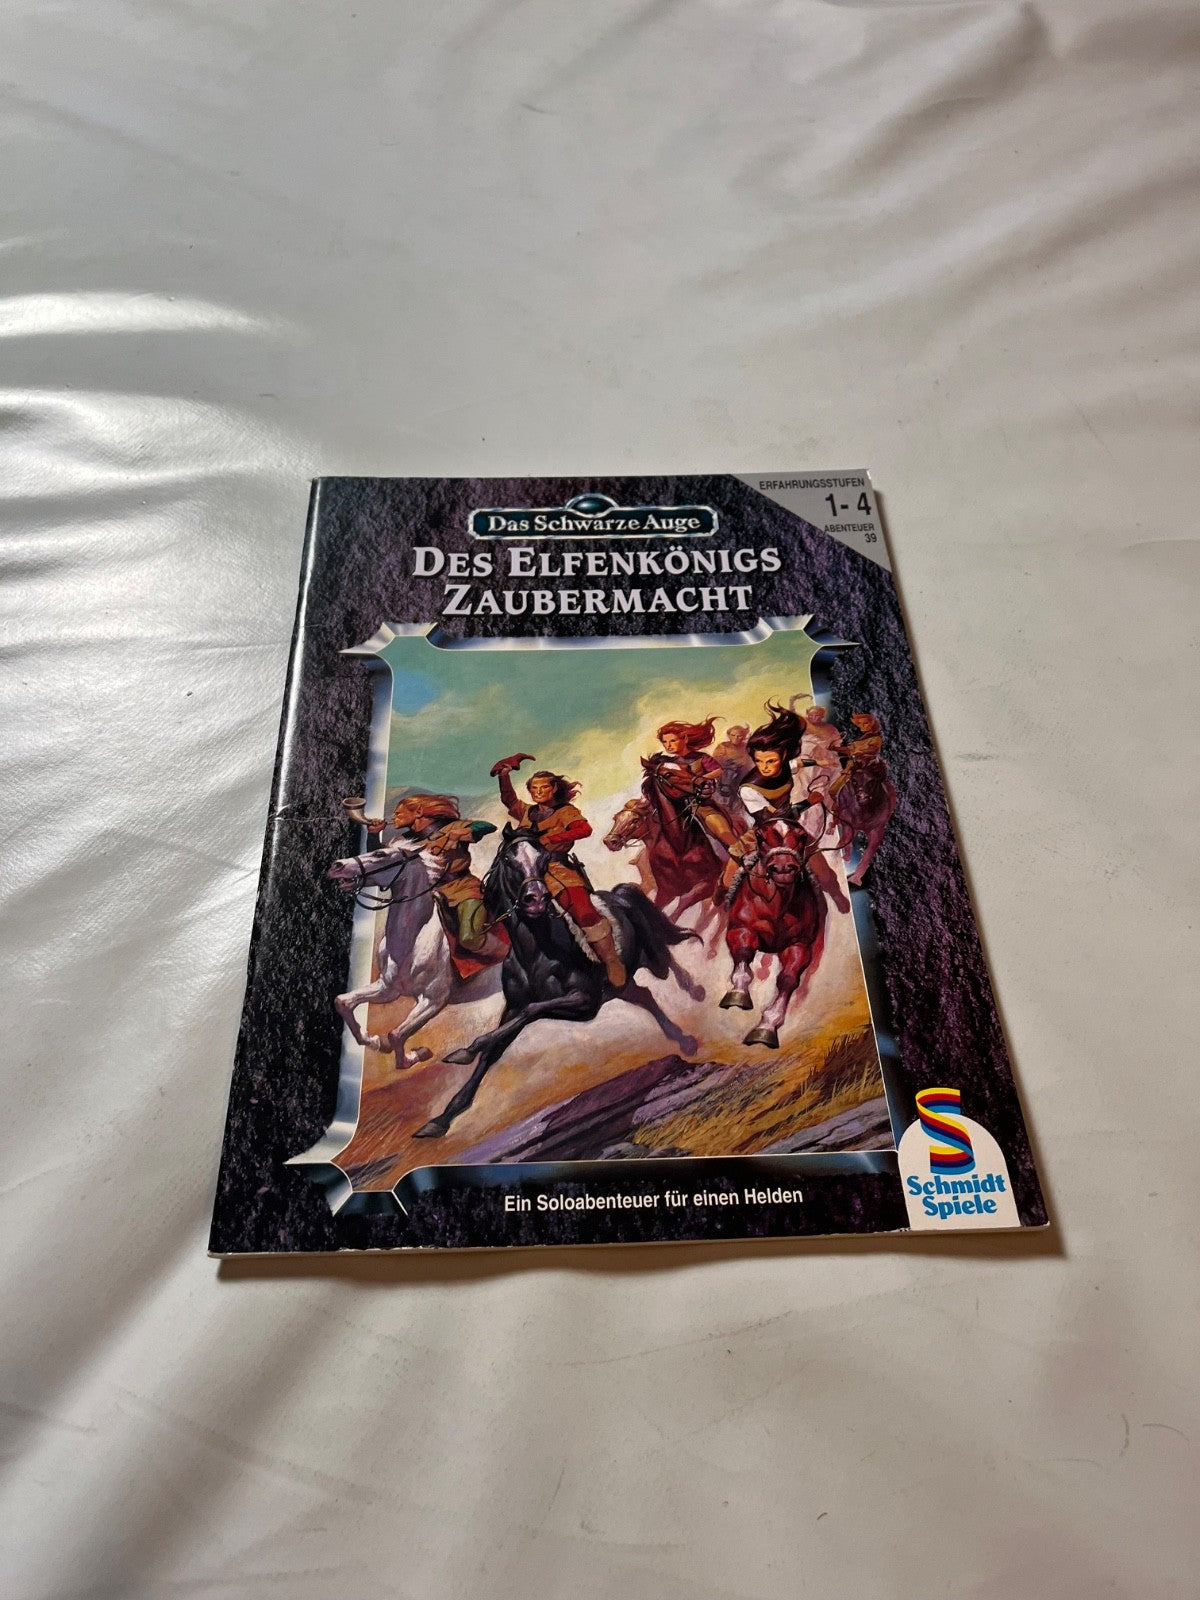 ERFAHRUNGSSTUFEN
1-4
ABENTEUER
39
Das Schwarze Auge
DES ELFENKÖNIGS
ZAUBERMACHT
Ein Soloabenteuer für einen Helden
Schmidt
Spiele